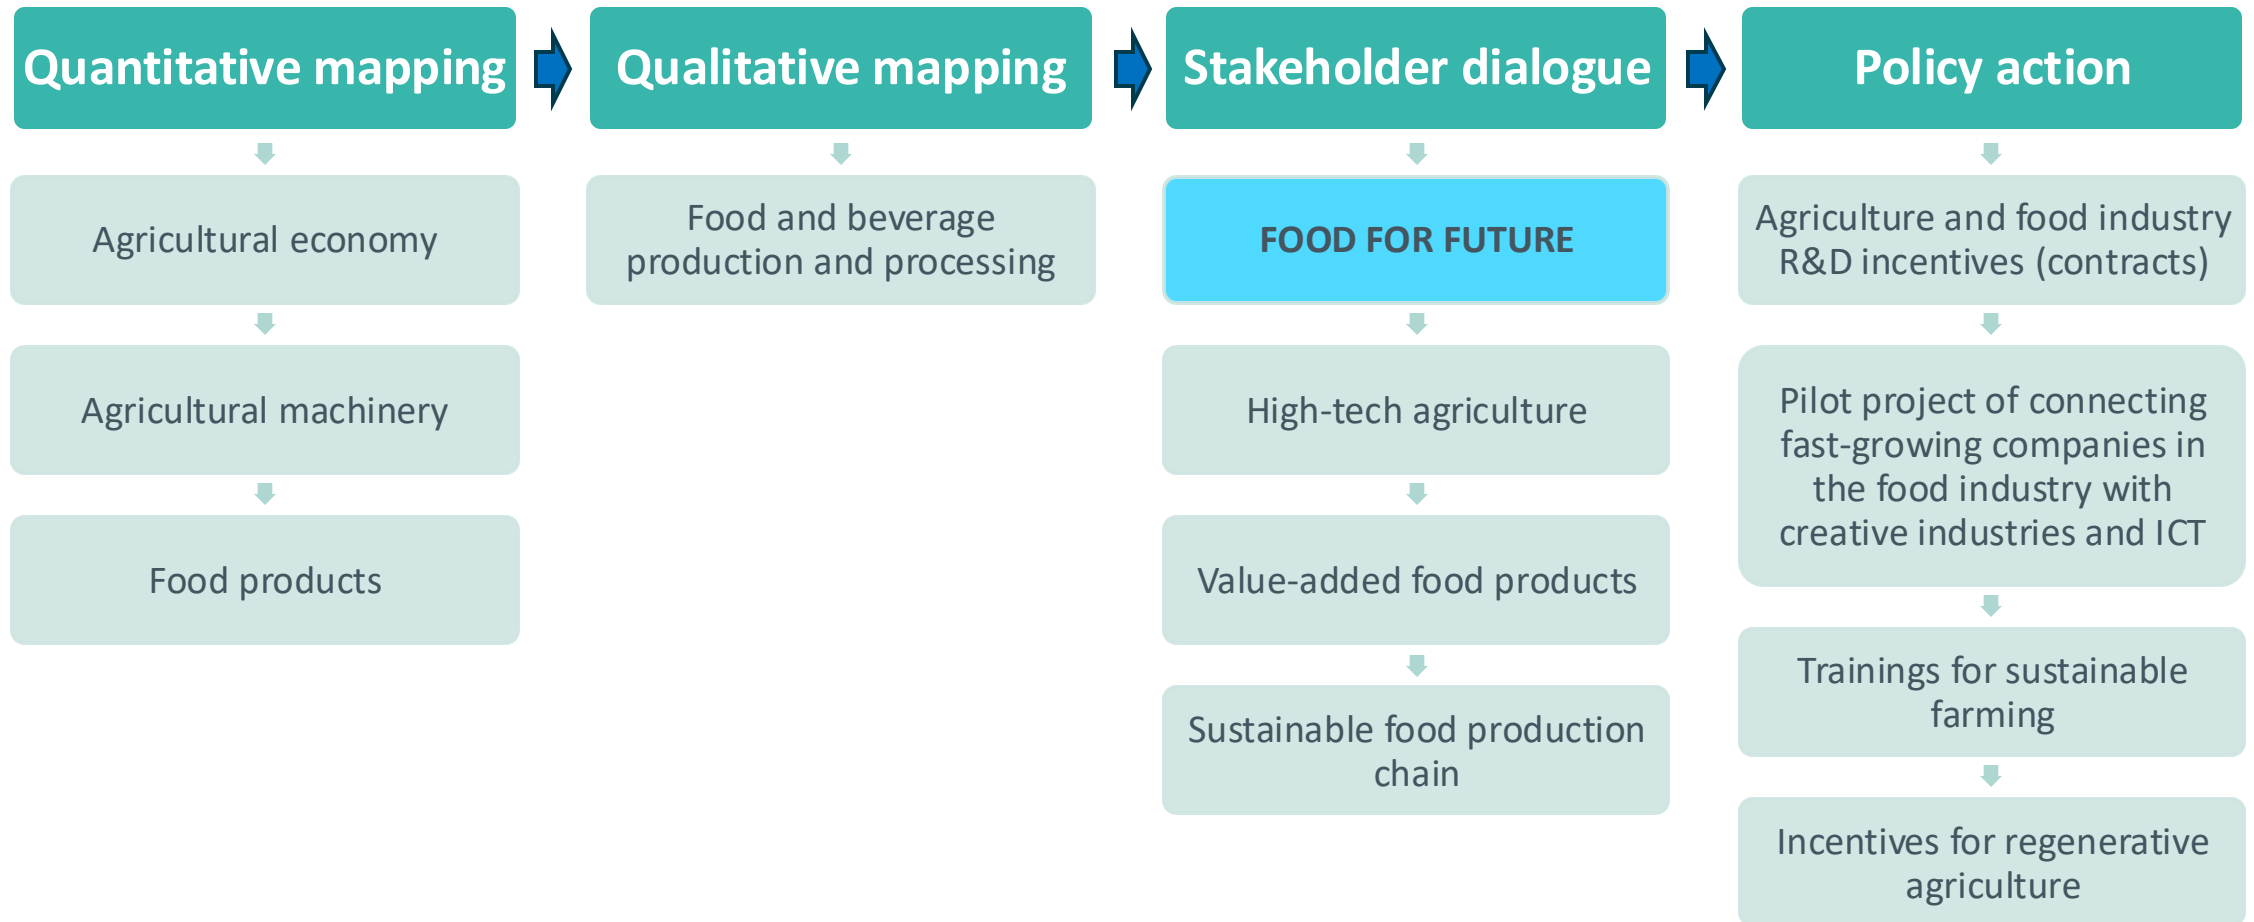 Quantitative mapping
Agricultural economy
Agricultural machinery
Food products
Qualitative mapping
Food and beverage
production and processing
Stakeholder dialogue
FOOD FOR FUTURE
High-tech agriculture
Value-added food products
Sustainable food production
chain
Policy action
Agriculture and food industry
R&D incentives (contracts)
Pilot project of connecting
fast-growing companies in
the food industry with
creative industries and ICT
Trainings for sustainable
farming
Incentives for regenerative
agriculture